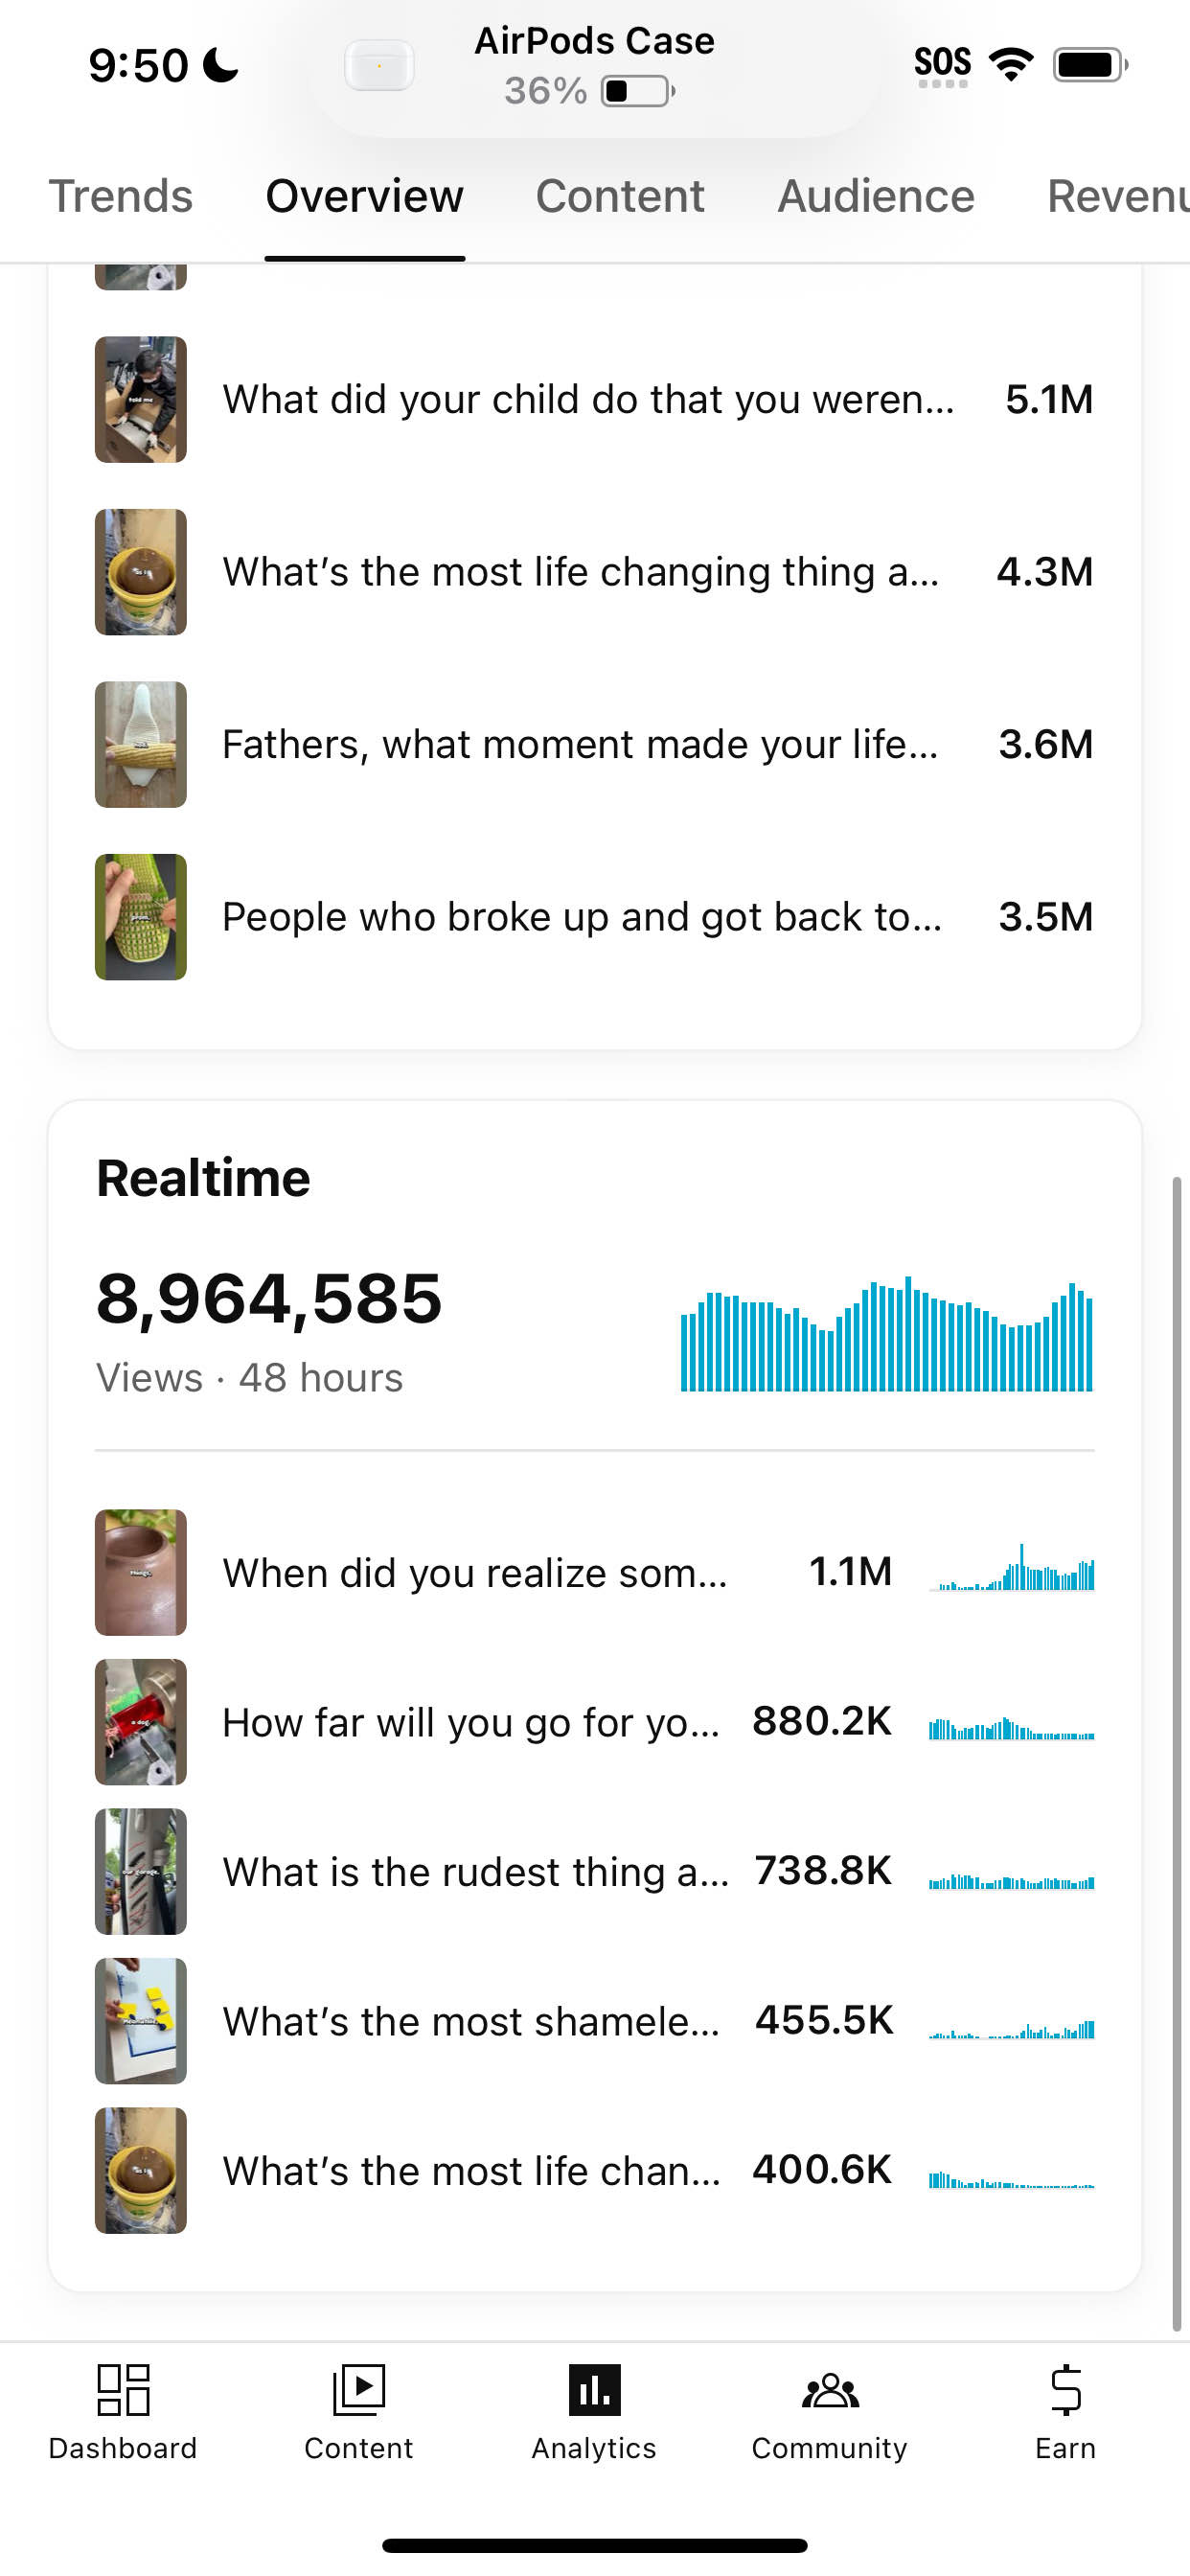 9:50
AirPods Case
36%
SOS
Trends Overview Content Audience Revenu
told me
What did your child do that you weren... 5.1M
What's the most life changing thing a... 4.3M
Fathers, what moment made your life... 3.6M
People who broke up and got back to... 3.5M
Realtime
8,964,585
Views · 48 hours
When did you realize som... 1.1M
a dog.
How far will you go for yo... 880.2K
our garage.
What is the rudest thing a... 738.8K
What's the most shamele... 455.5K
What's the most life chan... 400.6K
Dashboard Content Analytics Community Earn